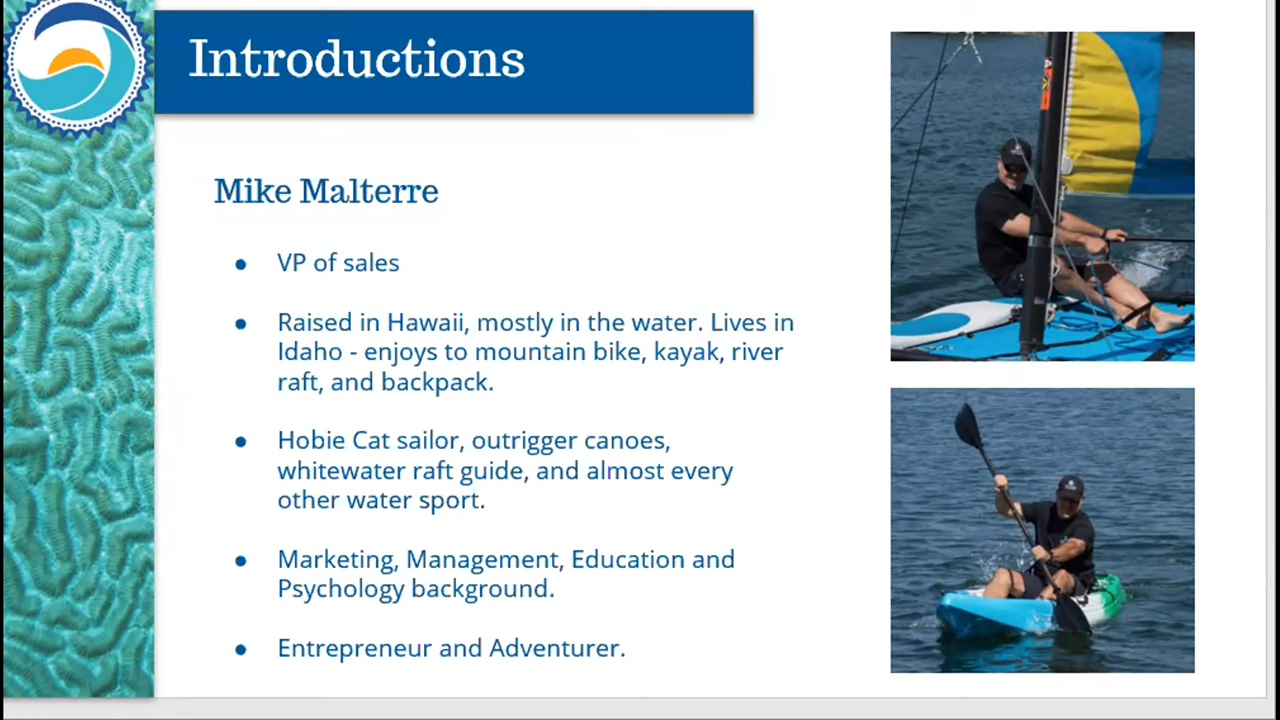 Introductions
Mike Malterre
● VP of sales
● Raised in Hawaii, mostly in the water. Lives in
Idaho - enjoys to mountain bike, kayak, river
raft, and backpack.
● Hobie Cat sailor, outrigger canoes,
whitewater raft guide, and almost every
other water sport.
● Marketing, Management, Education and
Psychology background.
● Entrepreneur and Adventurer.